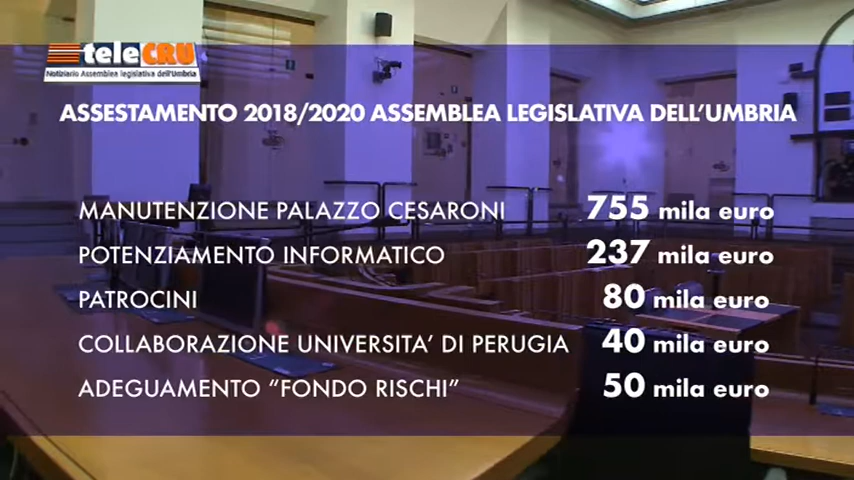 teleCRU
Notiziario Assemblea legislativa dell'Umbria
ASSESTAMENTO 2018/2020 ASSEMBLEA LEGISLATIVA DELL'UMBRIA
MANUTENZIONE PALAZZO CESARONI 755 mila euro
POTENZIAMENTO INFORMATICO 237 mila euro
PATROCINI 80 mila euro
COLLABORAZIONE UNIVERSITA' DI PERUGIA 40 mila euro
ADEGUAMENTO “FONDO RISCHI” 50 mila euro